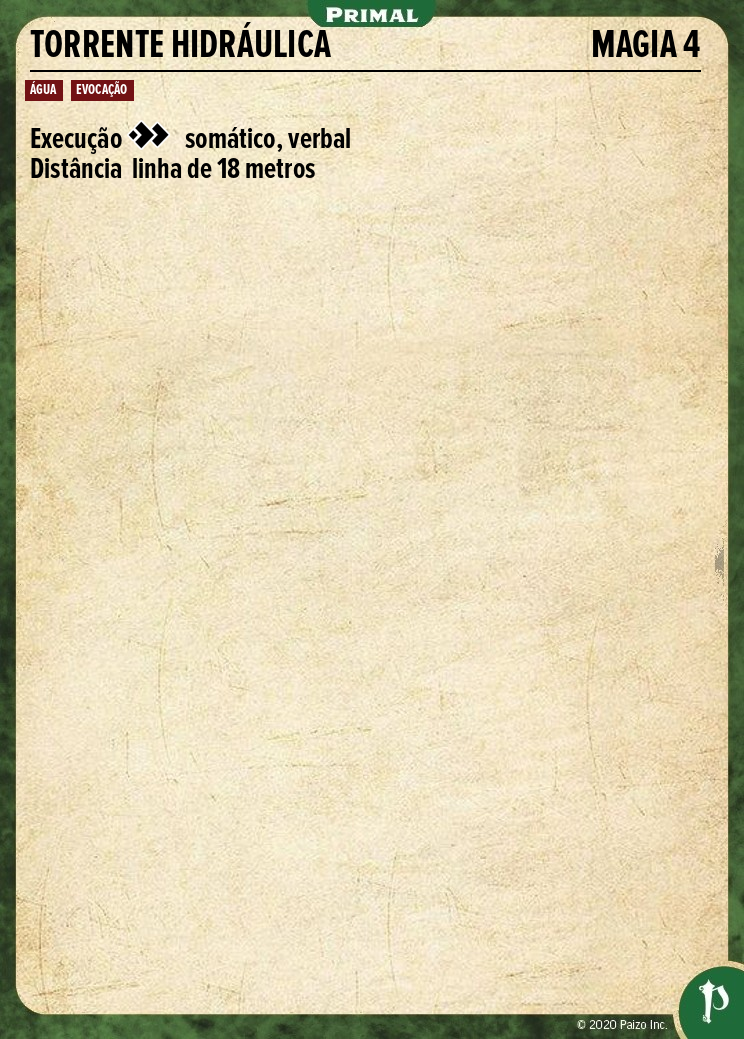 PRIMAL
TORRENTE HIDRÁULICA MAGIA 4
ÁGUA EVOCAÇÃO
Execução somático, verbal
Distância linha de 18 metros
© 2020 Paizo Inc.